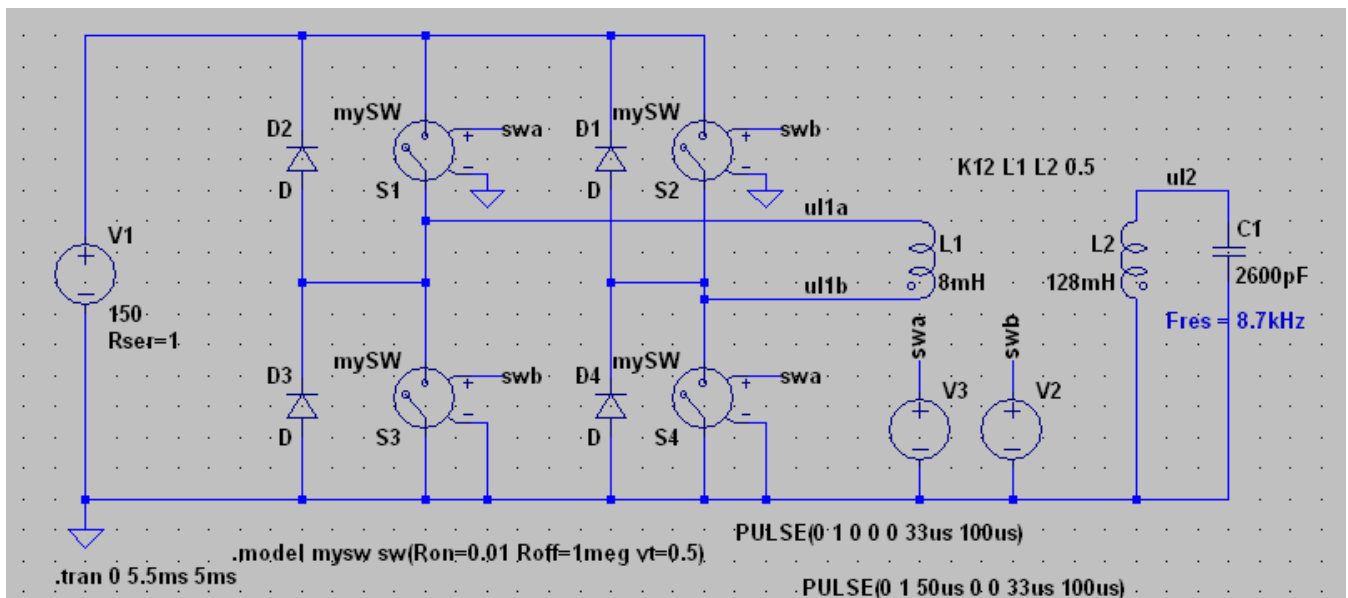 mySW
mySW
D2
swa
D1
swb
+
+
−
−
K12 L1 L2 0.5
D
S1
D
S2
ul2
ul1a
V1
L1
L2
C1
+
−
ul1b
8mH
128mH
2600pF
150
Rser=1
Fres = 8.7kHz
swa
swb
mySW
mySW
D3
swb
D4
swa
V3
V2
+
+
+
+
−
−
−
−
D
S3
D
S4
PULSE(0 1 0 0 0 33us 100us)
.model mysw sw(Ron=0.01 Roff=1meg vt=0.5)
.tran 0 5.5ms 5ms
PULSE(0 1 50us 0 0 33us 100us)